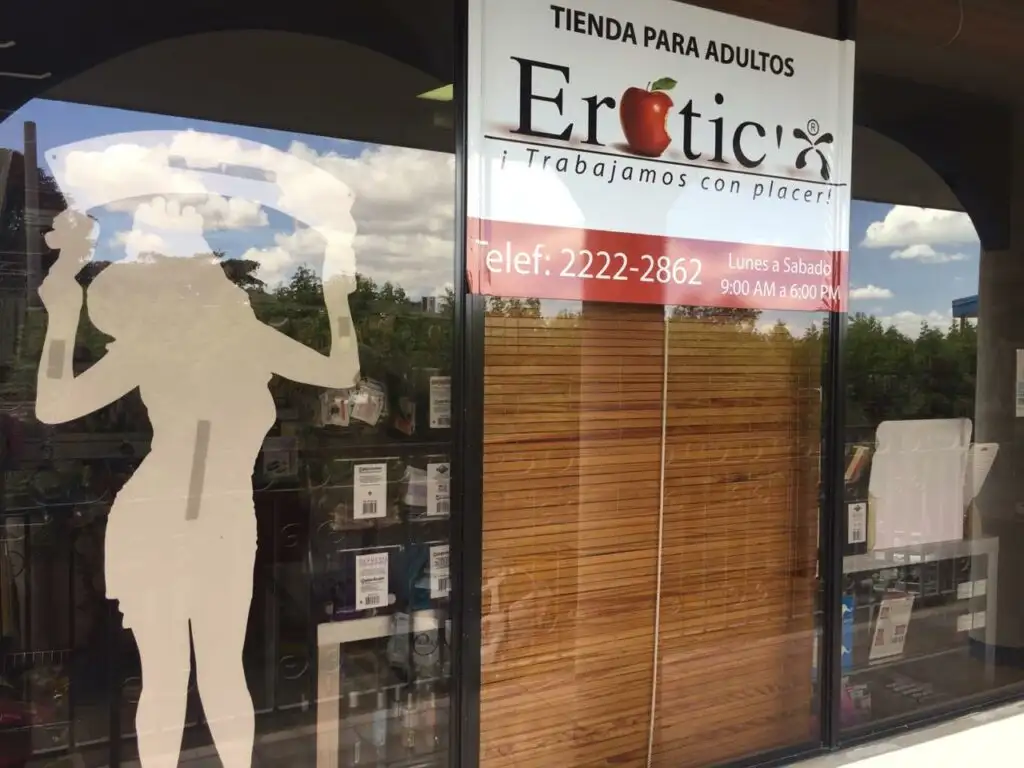 TIENDA PARA ADULTOS
Erotic'x ®
¡Trabajamos con placer!
Telef: 2222-2862
Lunes a Sabado
9:00 AM a 6:00 PM